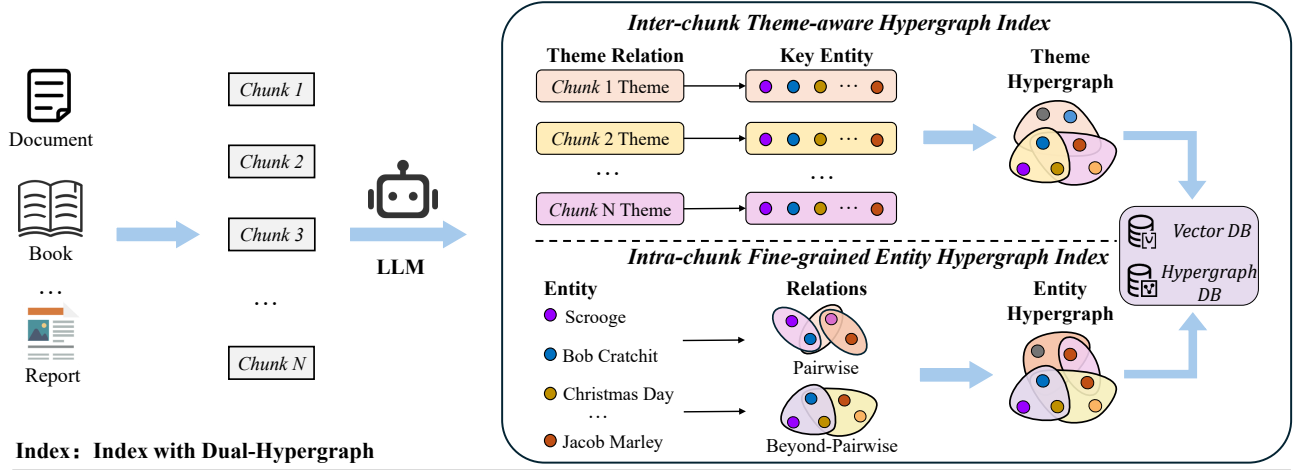 Document
Book
...
Report
Chunk 1
Chunk 2
Chunk 3
...
Chunk N
LLM
Inter-chunk Theme-aware Hypergraph Index
Theme Relation
Key Entity
Theme
Hypergraph
Chunk 1 Theme
...
Chunk 2 Theme
...
...
...
Chunk N Theme
...
Vector DB
Hypergraph
DB
Intra-chunk Fine-grained Entity Hypergraph Index
Entity
Relations
Entity
Hypergraph
Scrooge
Bob Cratchit
Christmas Day
...
Jacob Marley
Pairwise
Beyond-Pairwise
Index: Index with Dual-Hypergraph